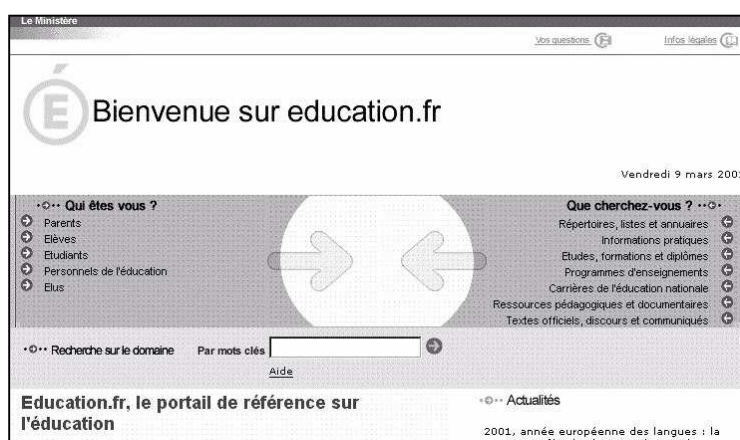 Le Ministère
Vos questions
Infos légales
É
Bienvenue sur education.fr
Vendredi 9 mars 2001
Qui êtes vous ?
Parents
Elèves
Etudiants
Personnels de l'éducation
Elus
Que cherchez-vous ?
Répertoires, listes et annuaires
Informations pratiques
Etudes, formations et diplômes
Programmes d'enseignements
Carrières de l'éducation nationale
Ressources pédagogiques et documentaires
Textes officiels, discours et communiqués
Recherche sur le domaine Par mots clés
Aide
Education.fr, le portail de référence sur
l'éducation
Actualités
2001, année européenne des langues : la